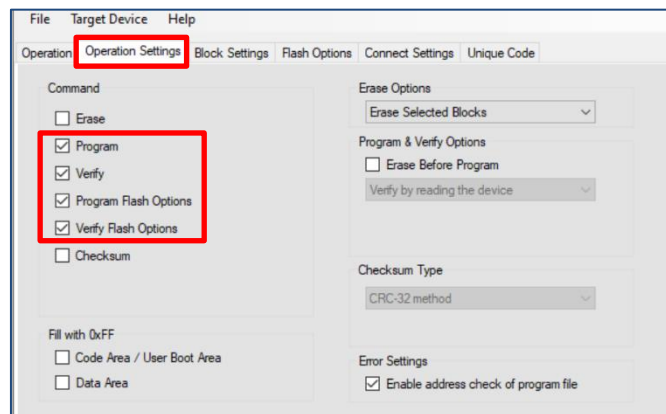 File Target Device Help
Operation Operation Settings Block Settings Flash Options Connect Settings Unique Code
Command
Erase
Program
Verify
Program Flash Options
Verify Flash Options
Checksum
Fill with 0xFF
Code Area / User Boot Area
Data Area
Erase Options
Erase Selected Blocks
Program & Verify Options
Erase Before Program
Verify by reading the device
Checksum Type
CRC-32 method
Error Settings
Enable address check of program file